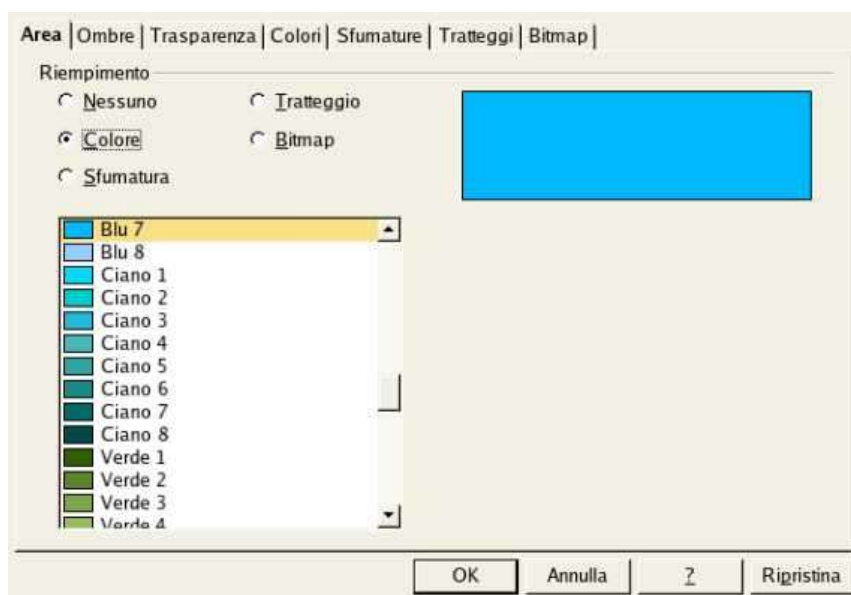 Area Ombre Trasparenza Colori Sfumature Tratteggi Bitmap
Riempimento
Nessuno Tratteggio
Colore Bitmap
Sfumatura
Blu 7
Blu 8
Ciano 1
Ciano 2
Ciano 3
Ciano 4
Ciano 5
Ciano 6
Ciano 7
Ciano 8
Verde 1
Verde 2
Verde 3
Verde 4
OK Annulla ? Ripristina